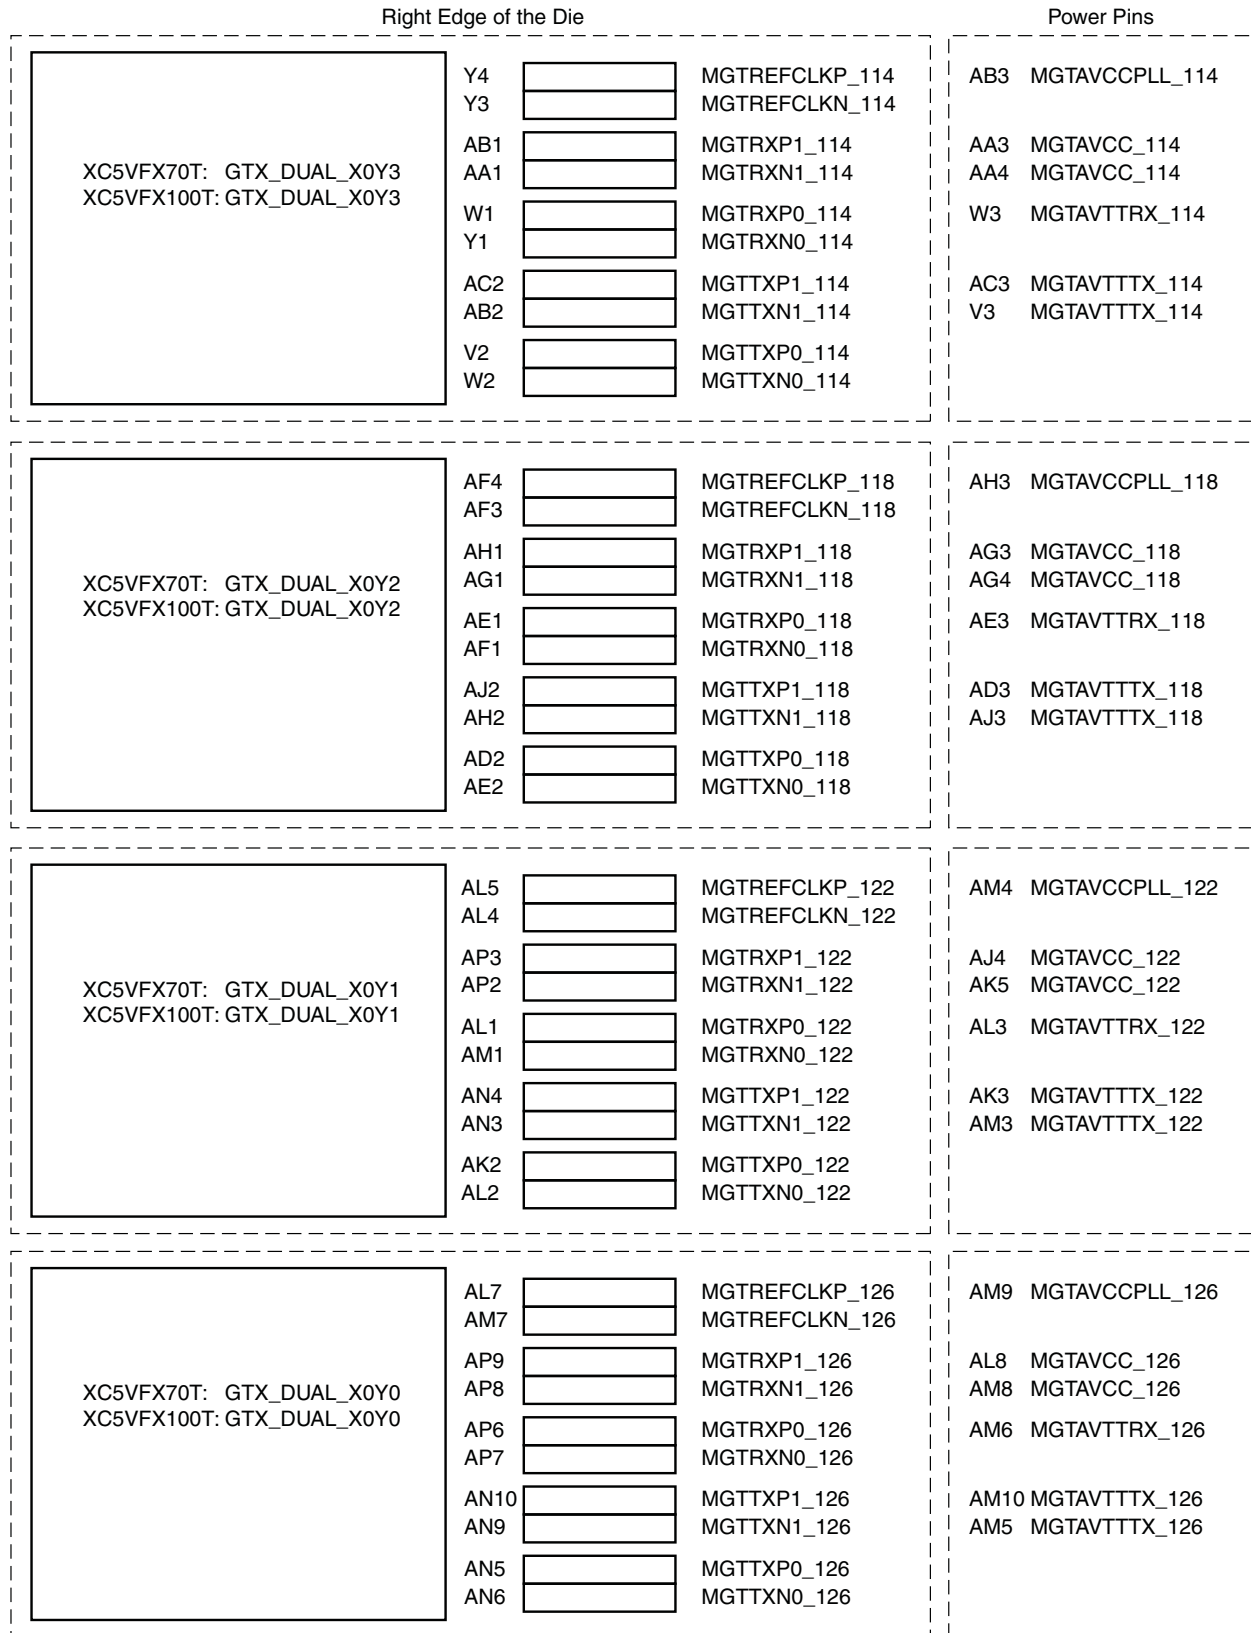 Right Edge of the Die Power Pins
Y4 MGTREFCLKP_114 AB3 MGTAVCCPLL_114
Y3 MGTREFCLKN_114
AB1 MGTRXP1_114 AA3 MGTAVCC_114
XC5VFX70T: GTX_DUAL_X0Y3 AA1 MGTRXN1_114 AA4 MGTAVCC_114
XC5VFX100T: GTX_DUAL_X0Y3
W1 MGTRXP0_114 W3 MGTAVTTRX_114
Y1 MGTRXN0_114
AC2 MGTTXP1_114 AC3 MGTAVTTTX_114
AB2 MGTTXN1_114 V3 MGTAVTTTX_114
V2 MGTTXP0_114
W2 MGTTXN0_114
AF4 MGTREFCLKP_118 AH3 MGTAVCCPLL_118
AF3 MGTREFCLKN_118
AH1 MGTRXP1_118 AG3 MGTAVCC_118
XC5VFX70T: GTX_DUAL_X0Y2 AG1 MGTRXN1_118 AG4 MGTAVCC_118
XC5VFX100T: GTX_DUAL_X0Y2
AE1 MGTRXP0_118 AE3 MGTAVTTRX_118
AF1 MGTRXN0_118
AJ2 MGTTXP1_118 AD3 MGTAVTTTX_118
AH2 MGTTXN1_118 AJ3 MGTAVTTTX_118
AD2 MGTTXP0_118
AE2 MGTTXN0_118
AL5 MGTREFCLKP_122 AM4 MGTAVCCPLL_122
AL4 MGTREFCLKN_122
AP3 MGTRXP1_122 AJ4 MGTAVCC_122
XC5VFX70T: GTX_DUAL_X0Y1 AP2 MGTRXN1_122 AK5 MGTAVCC_122
XC5VFX100T: GTX_DUAL_X0Y1
AL1 MGTRXP0_122 AL3 MGTAVTTRX_122
AM1 MGTRXN0_122
AN4 MGTTXP1_122 AK3 MGTAVTTTX_122
AN3 MGTTXN1_122 AM3 MGTAVTTTX_122
AK2 MGTTXP0_122
AL2 MGTTXN0_122
AL7 MGTREFCLKP_126 AM9 MGTAVCCPLL_126
AM7 MGTREFCLKN_126
AP9 MGTRXP1_126 AL8 MGTAVCC_126
XC5VFX70T: GTX_DUAL_X0Y0 AP8 MGTRXN1_126 AM8 MGTAVCC_126
XC5VFX100T: GTX_DUAL_X0Y0
AP6 MGTRXP0_126 AM6 MGTAVTTRX_126
AP7 MGTRXN0_126
AN10 MGTTXP1_126 AM10 MGTAVTTTX_126
AN9 MGTTXN1_126 AM5 MGTAVTTTX_126
AN5 MGTTXP0_126
AN6 MGTTXN0_126